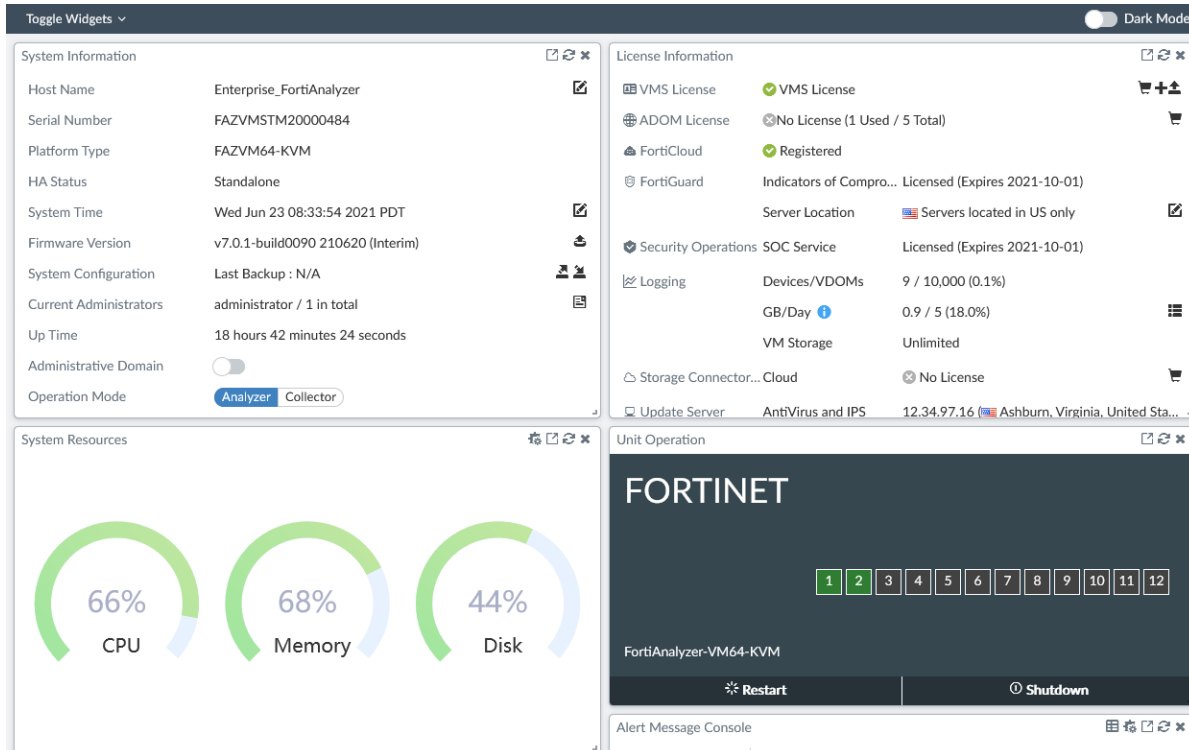 Toggle Widgets
Dark Mode
System Information
Host Name Enterprise_FortiAnalyzer
Serial Number FAZVMSTM20000484
Platform Type FAZVM64-KVM
HA Status Standalone
System Time Wed Jun 23 08:33:54 2021 PDT
Firmware Version v7.0.1-build0090 210620 (Interim)
System Configuration Last Backup : N/A
Current Administrators administrator / 1 in total
Up Time 18 hours 42 minutes 24 seconds
Administrative Domain
Operation Mode Analyzer Collector
License Information
VMS License VMS License
ADOM License No License (1 Used / 5 Total)
FortiCloud Registered
FortiGuard Indicators of Compro... Licensed (Expires 2021-10-01)
Server Location Servers located in US only
Security Operations SOC Service Licensed (Expires 2021-10-01)
Logging Devices/VDOMs 9 / 10,000 (0.1%)
GB/Day 0.9 / 5 (18.0%)
VM Storage Unlimited
Storage Connector... Cloud No License
Update Server AntiVirus and IPS 12.34.97.16 ( Ashburn, Virginia, United Sta...
System Resources
66% 68% 44%
CPU Memory Disk
Unit Operation
FORTINET
1 2 3 4 5 6 7 8 9 10 11 12
FortiAnalyzer-VM64-KVM
Restart Shutdown
Alert Message Console